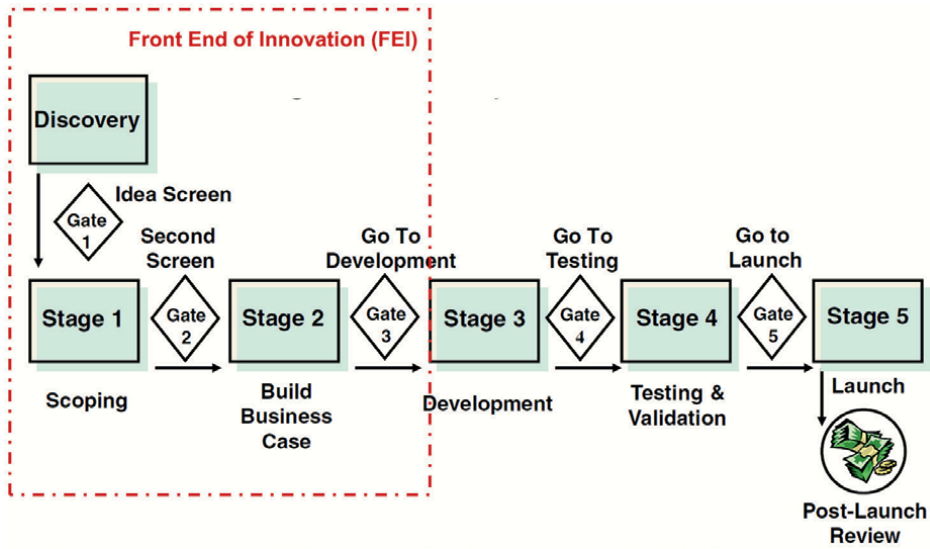 Front End of Innovation (FEI)
Discovery
Idea Screen
Gate
1
Second
Screen
Go To
Development
Go To
Testing
Go to
Launch
Stage 1
Gate
2
Stage 2
Gate
3
Stage 3
Gate
4
Stage 4
Gate
5
Stage 5
Scoping
Build
Business
Case
Development
Testing &
Validation
Launch
Post-Launch
Review